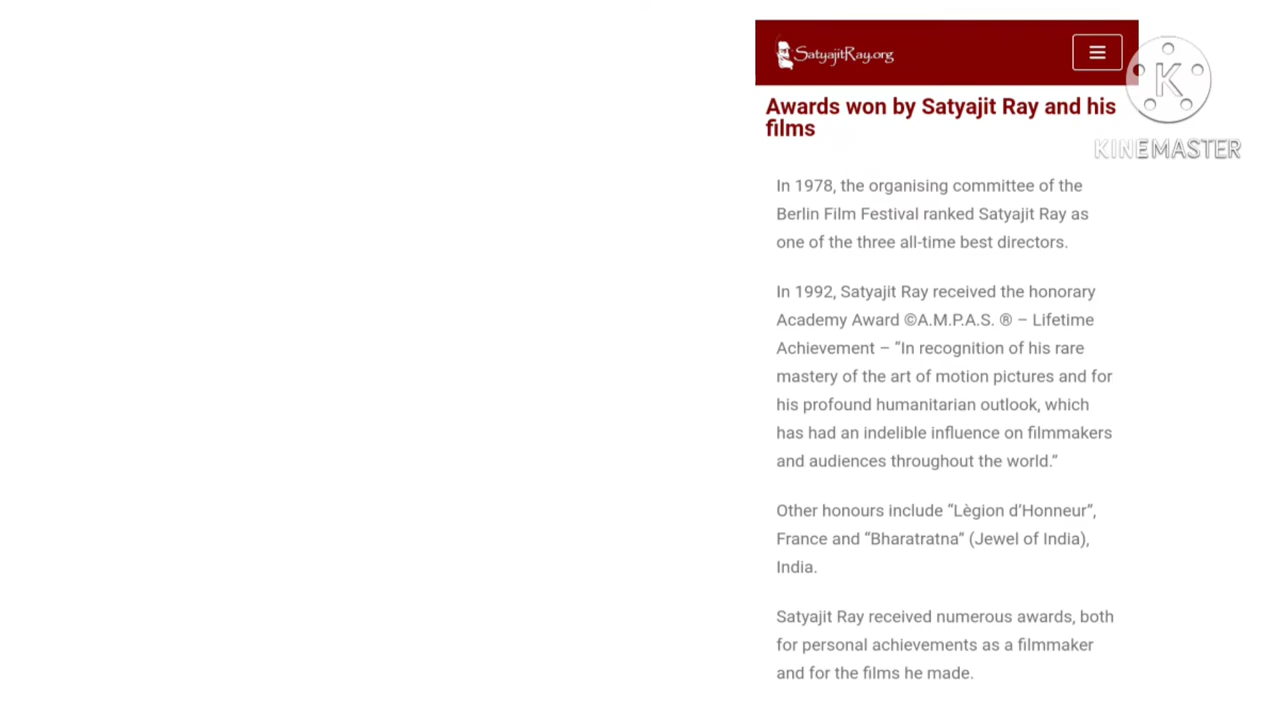 SatyajitRay.org
KINEMASTER
Awards won by Satyajit Ray and his
films
In 1978, the organising committee of the
Berlin Film Festival ranked Satyajit Ray as
one of the three all-time best directors.
In 1992, Satyajit Ray received the honorary
Academy Award ©A.M.P.A.S. ® – Lifetime
Achievement – “In recognition of his rare
mastery of the art of motion pictures and for
his profound humanitarian outlook, which
has had an indelible influence on filmmakers
and audiences throughout the world.”
Other honours include “Lègion d’Honneur”,
France and “Bharatratna” (Jewel of India),
India.
Satyajit Ray received numerous awards, both
for personal achievements as a filmmaker
and for the films he made.